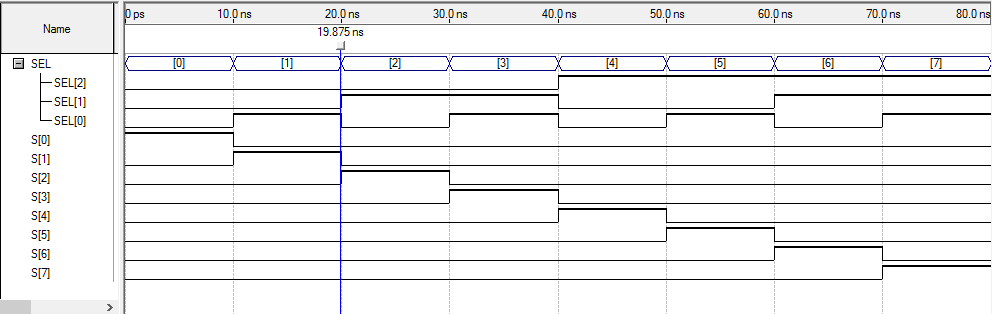 Name
0 ps 10.0 ns 20.0 ns 30.0 ns 40.0 ns 50.0 ns 60.0 ns 70.0 ns 80.0 ns
19.875 ns
SEL [0] [1] [2] [3] [4] [5] [6] [7]
SEL[2]
SEL[1]
SEL[0]
S[0]
S[1]
S[2]
S[3]
S[4]
S[5]
S[6]
S[7]